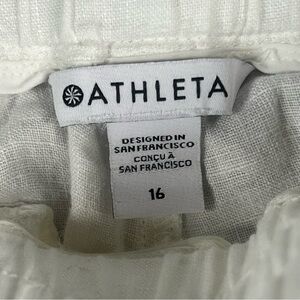 ATHLETA
DESIGNED IN
SAN FRANCISCO
CONÇU À
SAN FRANCISCO
16